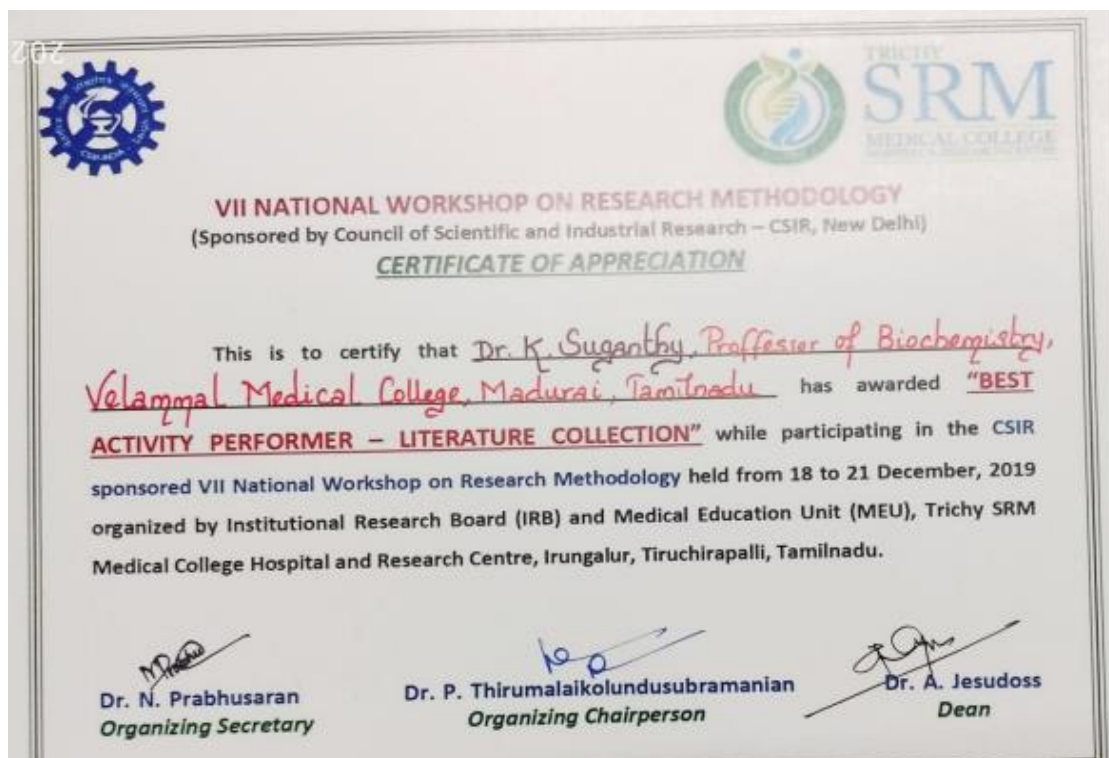 202
TRICHY
SRM
MEDICAL COLLEGE
CSIR-INDIA
VII NATIONAL WORKSHOP ON RESEARCH METHODOLOGY
(Sponsored by Council of Scientific and Industrial Research – CSIR, New Delhi)
CERTIFICATE OF APPRECIATION
This is to certify that Dr. K. Suganthy, Proffesser of Biochemistry,
Velammal Medical College, Madurai, Tamilnadu has awarded "BEST
ACTIVITY PERFORMER – LITERATURE COLLECTION" while participating in the CSIR
sponsored VII National Workshop on Research Methodology held from 18 to 21 December, 2019
organized by Institutional Research Board (IRB) and Medical Education Unit (MEU), Trichy SRM
Medical College Hospital and Research Centre, Irungalur, Tiruchirapalli, Tamilnadu.
Dr. N. Prabhusaran
Organizing Secretary
Dr. P. Thirumalaikolundusubramanian
Organizing Chairperson
Dr. A. Jesudoss
Dean